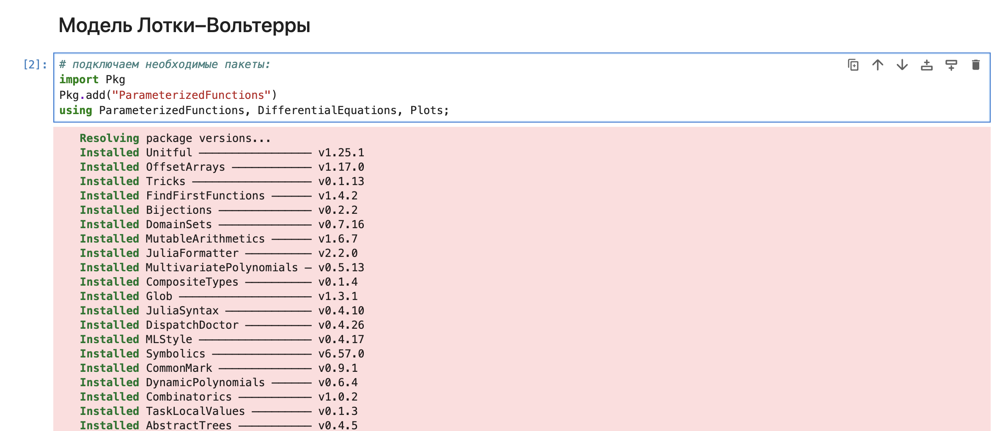 Модель Лотки–Вольтерры
[2]: # подключаем необходимые пакеты:
import Pkg
Pkg.add("ParameterizedFunctions")
using ParameterizedFunctions, DifferentialEquations, Plots;
Resolving package versions...
Installed Unitful ───────────────── v1.25.1
Installed OffsetArrays ──────────── v1.17.0
Installed Tricks ────────────────── v0.1.13
Installed FindFirstFunctions ────── v1.4.2
Installed Bijections ────────────── v0.2.2
Installed DomainSets ────────────── v0.7.16
Installed MutableArithmetics ────── v1.6.7
Installed JuliaFormatter ────────── v2.2.0
Installed MultivariatePolynomials ─ v0.5.13
Installed CompositeTypes ────────── v0.1.4
Installed Glob ──────────────────── v1.3.1
Installed JuliaSyntax ───────────── v0.4.10
Installed DispatchDoctor ────────── v0.4.26
Installed MLStyle ───────────────── v0.4.17
Installed Symbolics ─────────────── v6.57.0
Installed CommonMark ────────────── v0.9.1
Installed DynamicPolynomials ────── v0.6.4
Installed Combinatorics ─────────── v1.0.2
Installed TaskLocalValues ───────── v0.1.3
Installed AbstractTrees ─────────── v0.4.5